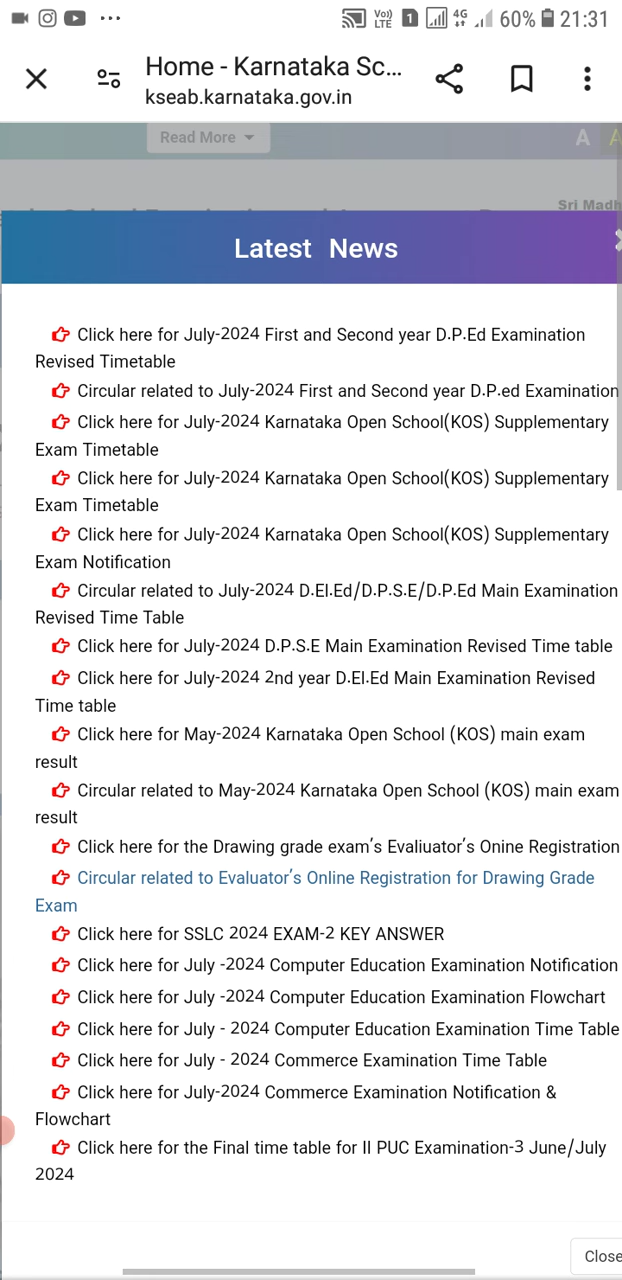 Vo)) LTE 1 4G 60% 21:31
Home - Karnataka Sc...
kseab.karnataka.gov.in
Read More
A A
Sri Madh
Latest News
Click here for July-2024 First and Second year D.P.Ed Examination
Revised Timetable
Circular related to July-2024 First and Second year D.P.ed Examination
Click here for July-2024 Karnataka Open School(KOS) Supplementary
Exam Timetable
Click here for July-2024 Karnataka Open School(KOS) Supplementary
Exam Timetable
Click here for July-2024 Karnataka Open School(KOS) Supplementary
Exam Notification
Circular related to July-2024 D.El.Ed/D.P.S.E/D.P.Ed Main Examination
Revised Time Table
Click here for July-2024 D.P.S.E Main Examination Revised Time table
Click here for July-2024 2nd year D.El.Ed Main Examination Revised
Time table
Click here for May-2024 Karnataka Open School (KOS) main exam
result
Circular related to May-2024 Karnataka Open School (KOS) main exam
result
Click here for the Drawing grade exam's Evaliuator's Onine Registration
Circular related to Evaluator's Online Registration for Drawing Grade
Exam
Click here for SSLC 2024 EXAM-2 KEY ANSWER
Click here for July -2024 Computer Education Examination Notification
Click here for July -2024 Computer Education Examination Flowchart
Click here for July - 2024 Computer Education Examination Time Table
Click here for July - 2024 Commerce Examination Time Table
Click here for July-2024 Commerce Examination Notification &
Flowchart
Click here for the Final time table for II PUC Examination-3 June/July
2024
Close